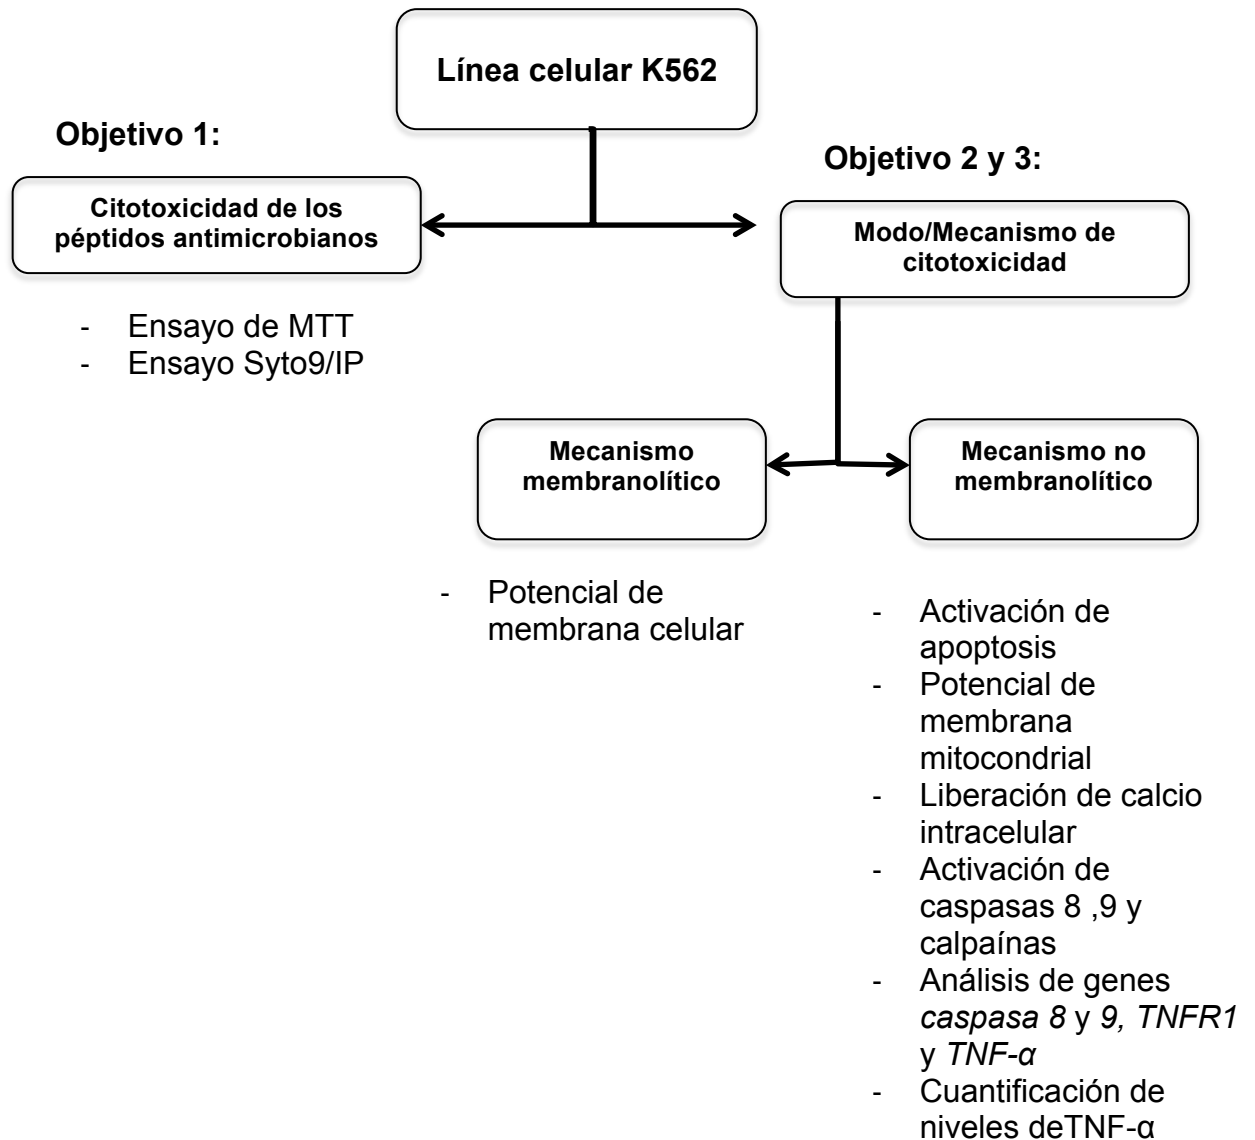 Línea celular K562
Objetivo 1:
Citotoxicidad de los
péptidos antimicrobianos
- Ensayo de MTT
- Ensayo Syto9/IP
Objetivo 2 y 3:
Modo/Mecanismo de
citotoxicidad
Mecanismo
membranolítico
- Potencial de
membrana celular
Mecanismo no
membranolítico
- Activación de
apoptosis
- Potencial de
membrana
mitocondrial
- Liberación de calcio
intracelular
- Activación de
caspasas 8 ,9 y
calpaínas
- Análisis de genes
caspasa 8 y 9, TNFR1
y TNF-α
- Cuantificación de
niveles deTNF-α